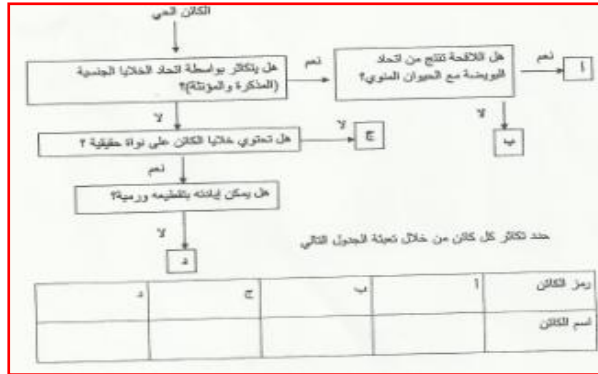 الكائن الحي
هل يتكاثر بواسطة اتحاد الخلايا الجنسية
(المذكرة والمؤنثة)؟
نعم
هل اللاقحة تنتج من اتحاد
البويضة مع الحيوان المنوي؟
نعم
أ
لا
ب
لا
هل تحتوي خلايا الكائن على نواة حقيقية ؟
لا
ج
نعم
هل يمكن إبادته بتقطيعه ورمية؟
لا
د
حدد تكاثر كل كائن من خلال تعبئة الجدول التالي
رمز الكائن أ ب ج د
اسم الكائن